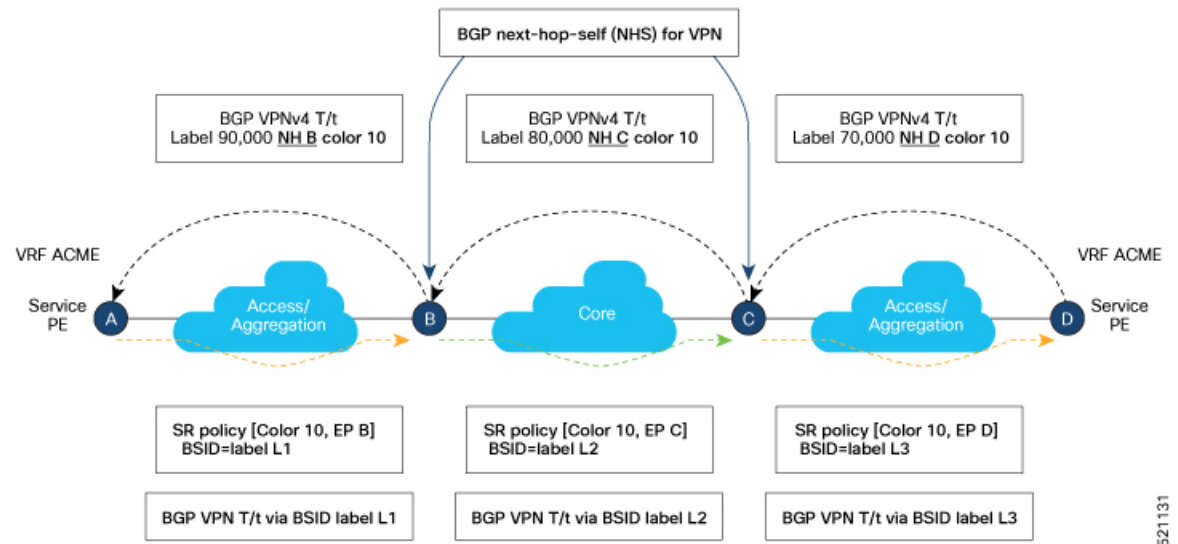 BGP next-hop-self (NHS) for VPN
BGP VPNv4 T/t
Label 90,000 NH B color 10
BGP VPNv4 T/t
Label 80,000 NH C color 10
BGP VPNv4 T/t
Label 70,000 NH D color 10
VRF ACME
VRF ACME
Service
PE
A
Access/
Aggregation
B
Core
C
Access/
Aggregation
D
Service
PE
SR policy [Color 10, EP B]
BSID=label L1
SR policy [Color 10, EP C]
BSID=label L2
SR policy [Color 10, EP D]
BSID=label L3
BGP VPN T/t via BSID label L1
BGP VPN T/t via BSID label L2
BGP VPN T/t via BSID label L3
521131